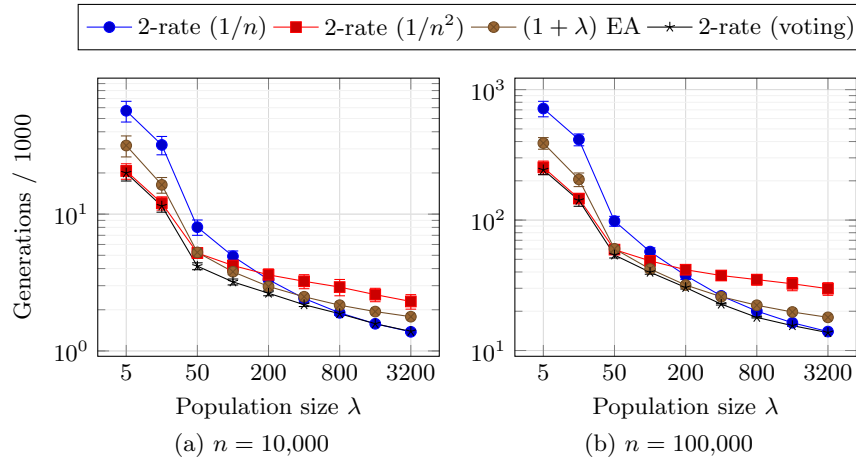 2-rate (1/n) 2-rate (1/n²) (1 + λ) EA 2-rate (voting)
Generations / 1000
10¹
10⁰
5 50 200 800 3200
Population size λ
(a) n = 10,000
10³
10²
10¹
5 50 200 800 3200
Population size λ
(b) n = 100,000